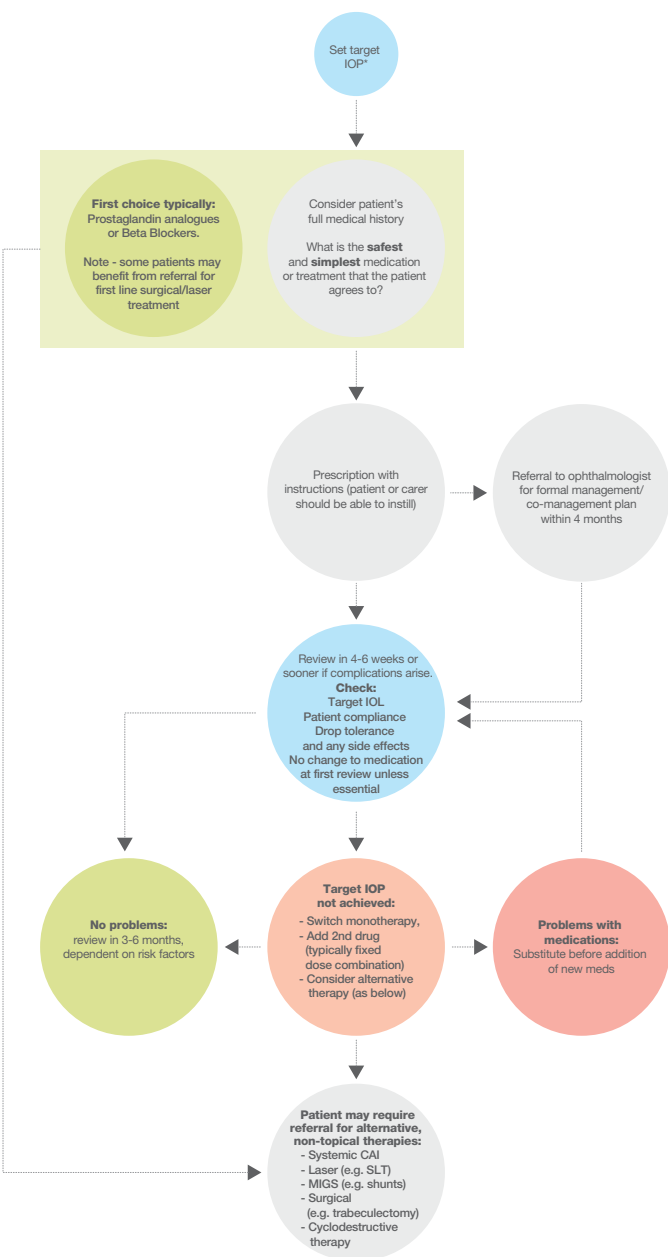 Set target
IOP*
First choice typically:
Prostaglandin analogues
or Beta Blockers.
Note - some patients may
benefit from referral for
first line surgical/laser
treatment
Consider patient's
full medical history
What is the safest
and simplest medication
or treatment that the patient
agrees to?
Prescription with
instructions (patient or carer
should be able to instill)
Referral to ophthalmologist
for formal management/
co-management plan
within 4 months
Review in 4-6 weeks or
sooner if complications arise.
Check:
Target IOL
Patient compliance
Drop tolerance
and any side effects
No change to medication
at first review unless
essential
No problems:
review in 3-6 months,
dependent on risk factors
Target IOP
not achieved:
- Switch monotherapy,
- Add 2nd drug
(typically fixed
dose combination)
- Consider alternative
therapy (as below)
Problems with
medications:
Substitute before addition
of new meds
Patient may require
referral for alternative,
non-topical therapies:
- Systemic CAI
- Laser (e.g. SLT)
- MIGS (e.g. shunts)
- Surgical
(e.g. trabeculectomy)
- Cyclodestructive
therapy